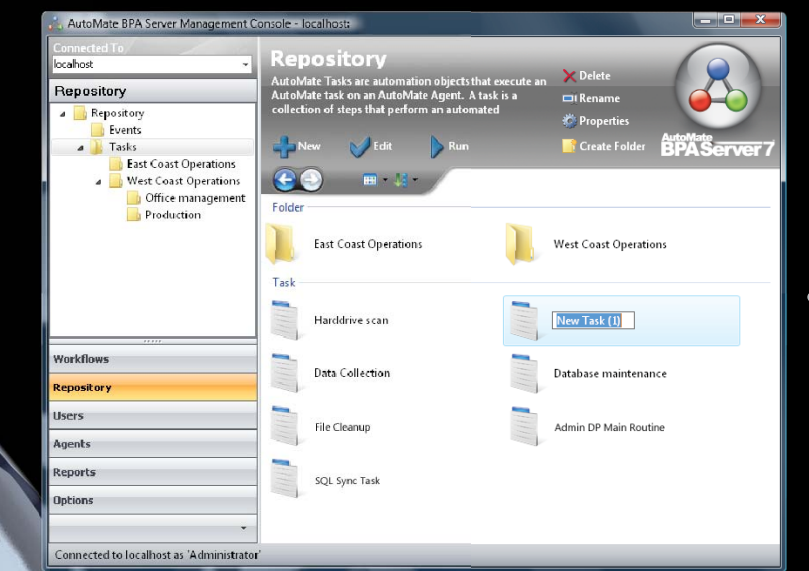 AutoMate BPA Server Management Console - localhost:
Connected To
localhost
Repository
Repository
Events
Tasks
East Coast Operations
West Coast Operations
Office management
Production
Workflows
Repository
Users
Agents
Reports
Options
Repository
AutoMate Tasks are automation objects that execute an
AutoMate task on an AutoMate Agent. A task is a
collection of steps that perform an automated
New
Edit
Run
Delete
Rename
Properties
Create Folder
AutoMate
BPAServer7
Folder
East Coast Operations
West Coast Operations
Task
Harddrive scan
New Task (1)
Data Collection
Database maintenance
File Cleanup
Admin DP Main Routine
SQL Sync Task
Connected to localhost as 'Administrator'